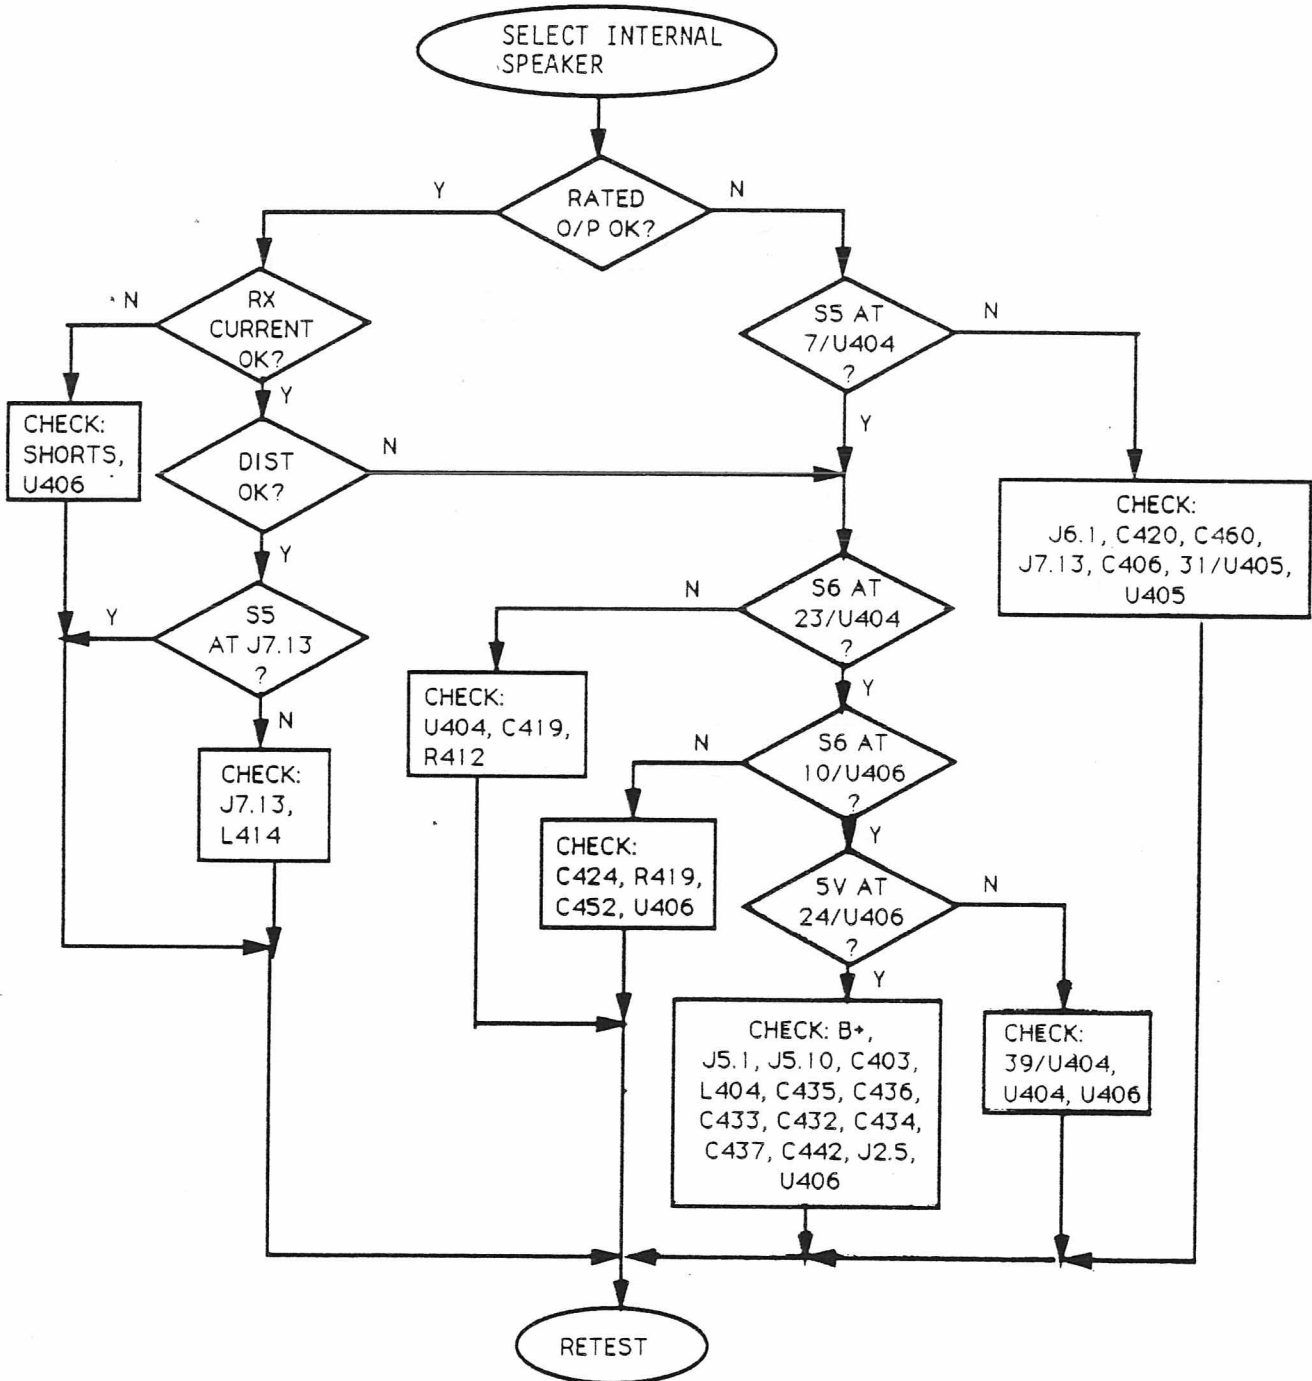 SELECT INTERNAL
SPEAKER
RATED
O/P OK?
Y
N
RX
CURRENT
OK?
N
Y
S5 AT
7/U404
?
N
Y
CHECK:
SHORTS,
U406
DIST
OK?
N
Y
CHECK:
J6.1, C420, C460,
J7.13, C406, 31/U405,
U405
S5
AT J7.13
?
Y
N
S6 AT
23/U404
?
N
Y
CHECK:
U404, C419,
R412
CHECK:
J7.13,
L414
S6 AT
10/U406
?
N
Y
CHECK:
C424, R419,
C452, U406
5V AT
24/U406
?
N
Y
CHECK: B+,
J5.1, J5.10, C403,
L404, C435, C436,
C433, C432, C434,
C437, C442, J2.5,
U406
CHECK:
39/U404,
U404, U406
RETEST